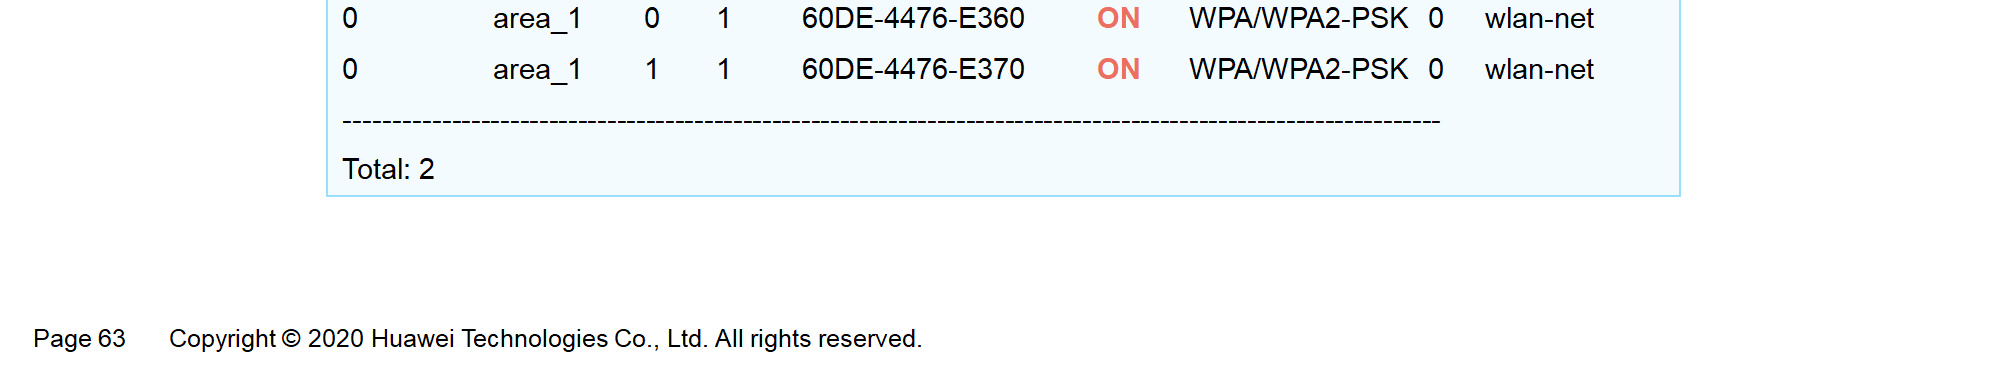 0 area_1 0 1 60DE-4476-E360 ON WPA/WPA2-PSK 0 wlan-net
0 area_1 1 1 60DE-4476-E370 ON WPA/WPA2-PSK 0 wlan-net
--------------------------------------------------------------------------------------------------------------
Total: 2
Page 63 Copyright © 2020 Huawei Technologies Co., Ltd. All rights reserved.